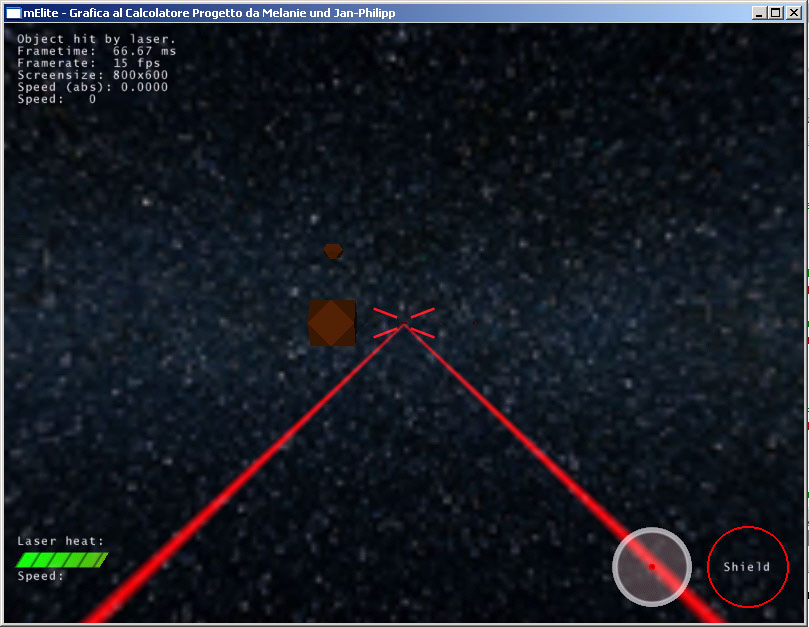 mElite - Grafica al Calcolatore Progetto da Melanie und Jan-Philipp
Object hit by laser.
Frametime:  66.67 ms
Framerate:  15 fps
Screensize: 800x600
Speed (abs): 0.0000
Speed:   0
Laser heat:
Speed:
Shield